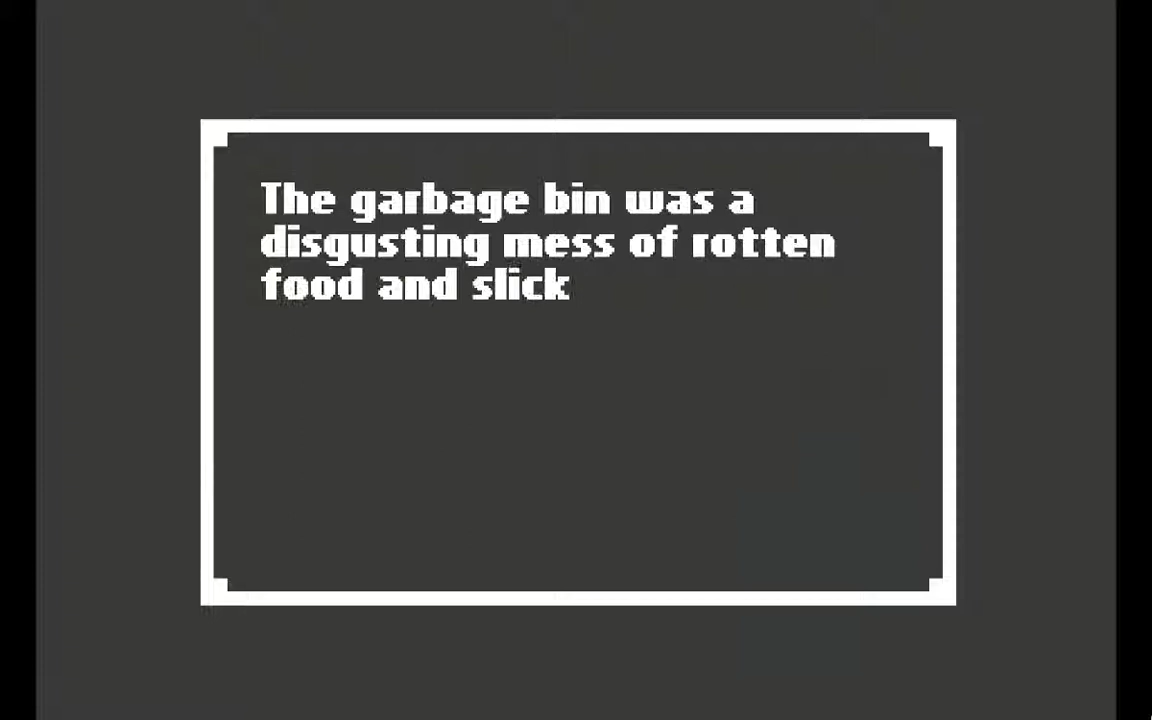 The garbage bin was a
disgusting mess of rotten
food and slick